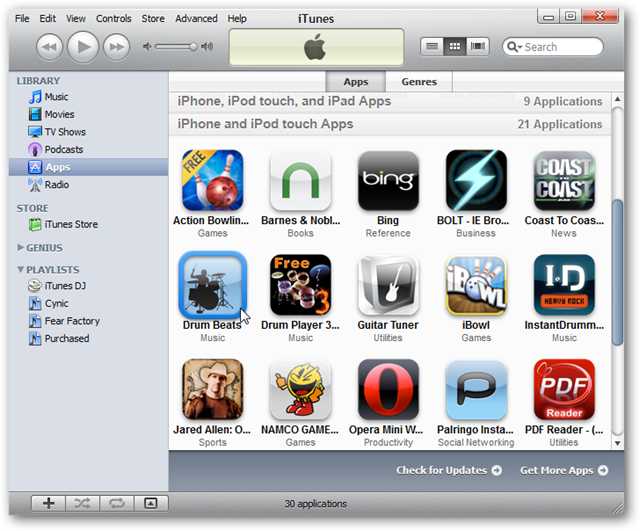 File Edit View Controls Store Advanced Help
iTunes
Search
LIBRARY
Music
Movies
TV Shows
Podcasts
Apps
Radio
STORE
iTunes Store
GENIUS
PLAYLISTS
iTunes DJ
Cynic
Fear Factory
Purchased
Apps Genres
iPhone, iPod touch, and iPad Apps 9 Applications
iPhone and iPod touch Apps 21 Applications
FREE
n
bing
COAST
COAST
Action Bowlin... Barnes & Nobl... Bing BOLT - IE Bro... Coast To Coas...
Games Books Reference Business News
Free
3
iBowl
I·D
HEAVY ROCK
Drum Beats Drum Player 3... Guitar Tuner iBowl InstantDrumm...
Music Music Utilities Games Music
O
P
PDF
Reader
Jared Allen: O... NAMCO GAME... Opera Mini W... Palringo Insta... PDF Reader - (...
Sports Games Productivity Social Networking Utilities
Check for Updates Get More Apps
30 applications